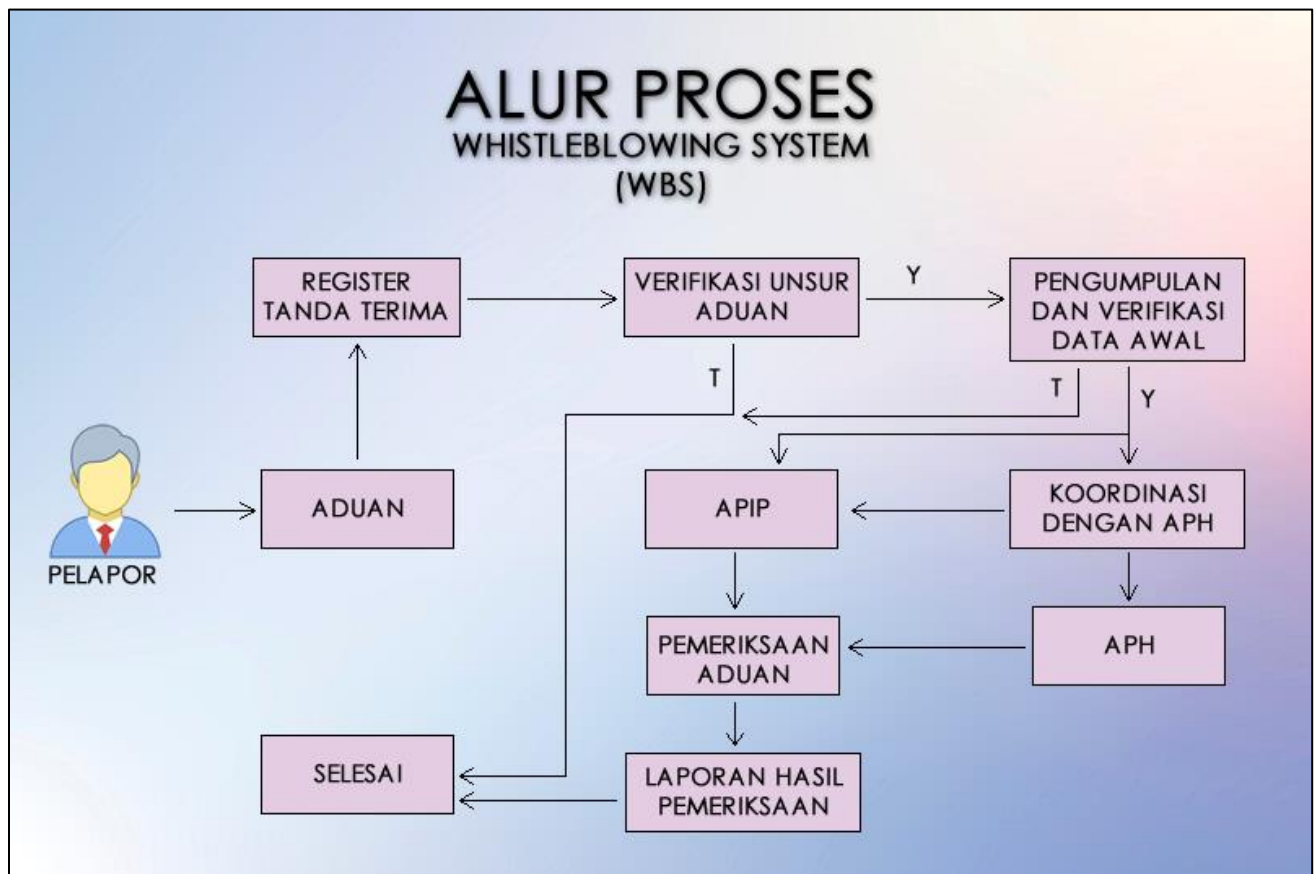 ALUR PROSES
WHISTLEBLOWING SYSTEM
(WBS)
REGISTER
TANDA TERIMA
VERIFIKASI UNSUR
ADUAN
Y
PENGUMPULAN
DAN VERIFIKASI
DATA AWAL
T
T
Y
PELAPOR
ADUAN
APIP
KOORDINASI
DENGAN APH
PEMERIKSAAN
ADUAN
APH
SELESAI
LAPORAN HASIL
PEMERIKSAAN